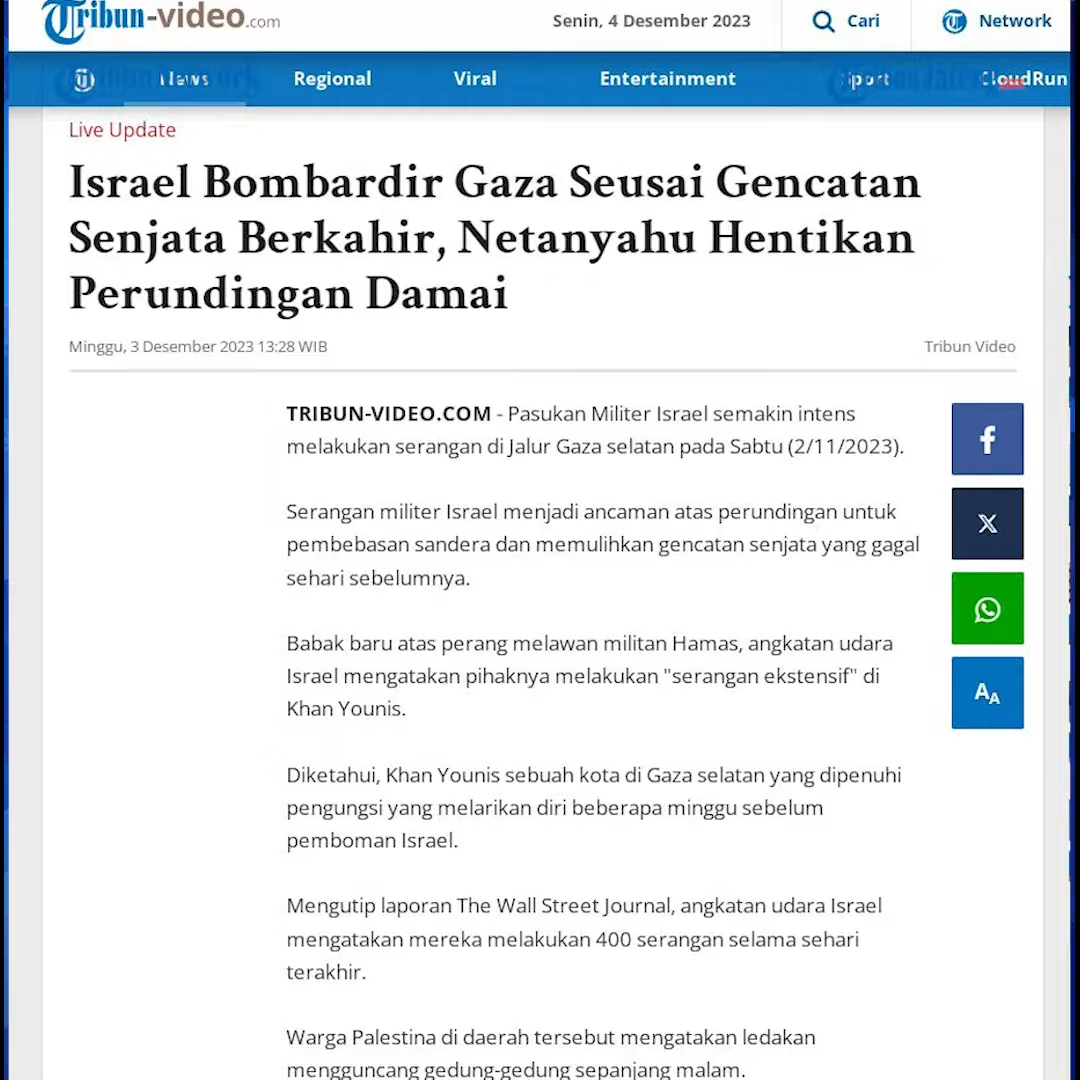 Tribun-video.com
Senin, 4 Desember 2023
Cari
Network
News
Regional
Viral
Entertainment
Sport
CloudRun
Live Update
Israel Bombardir Gaza Seusai Gencatan
Senjata Berkahir, Netanyahu Hentikan
Perundingan Damai
Minggu, 3 Desember 2023 13:28 WIB
Tribun Video
TRIBUN-VIDEO.COM - Pasukan Militer Israel semakin intens
melakukan serangan di Jalur Gaza selatan pada Sabtu (2/11/2023).
Serangan militer Israel menjadi ancaman atas perundingan untuk
pembebasan sandera dan memulihkan gencatan senjata yang gagal
sehari sebelumnya.
Babak baru atas perang melawan militan Hamas, angkatan udara
Israel mengatakan pihaknya melakukan "serangan ekstensif" di
Khan Younis.
Diketahui, Khan Younis sebuah kota di Gaza selatan yang dipenuhi
pengungsi yang melarikan diri beberapa minggu sebelum
pemboman Israel.
Mengutip laporan The Wall Street Journal, angkatan udara Israel
mengatakan mereka melakukan 400 serangan selama sehari
terakhir.
Warga Palestina di daerah tersebut mengatakan ledakan
mengguncang gedung-gedung sepanjang malam.
AA